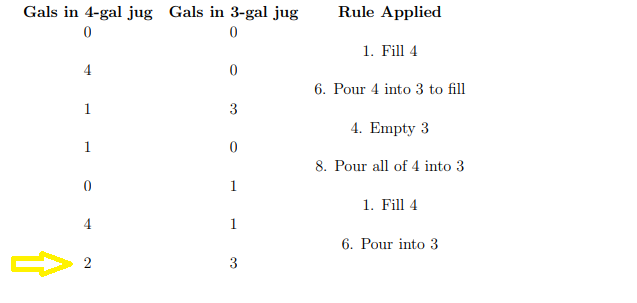 Gals in 4-gal jug Gals in 3-gal jug Rule Applied
0 0
1. Fill 4
4 0
6. Pour 4 into 3 to fill
1 3
4. Empty 3
1 0
8. Pour all of 4 into 3
0 1
1. Fill 4
4 1
6. Pour into 3
2 3